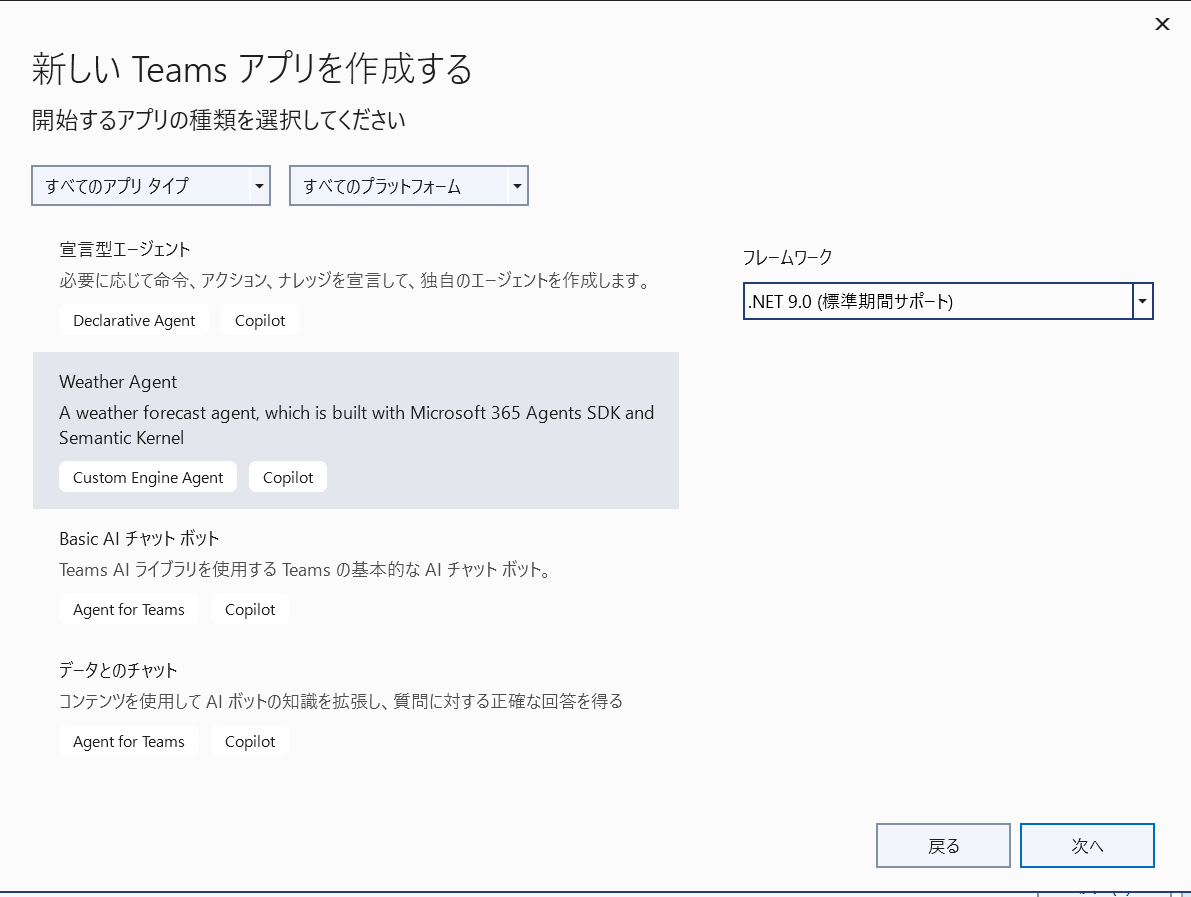 新しい Teams アプリを作成する
開始するアプリの種類を選択してください
すべてのアプリ タイプ
すべてのプラットフォーム
宣言型エージェント
必要に応じて命令、アクション、ナレッジを宣言して、独自のエージェントを作成します。
Declarative Agent
Copilot
フレームワーク
.NET 9.0 (標準期間サポート)
Weather Agent
A weather forecast agent, which is built with Microsoft 365 Agents SDK and
Semantic Kernel
Custom Engine Agent
Copilot
Basic AI チャット ボット
Teams AI ライブラリを使用する Teams の基本的な AI チャット ボット。
Agent for Teams
Copilot
データとのチャット
コンテンツを使用して AI ボットの知識を拡張し、質問に対する正確な回答を得る
Agent for Teams
Copilot
戻る
次へ